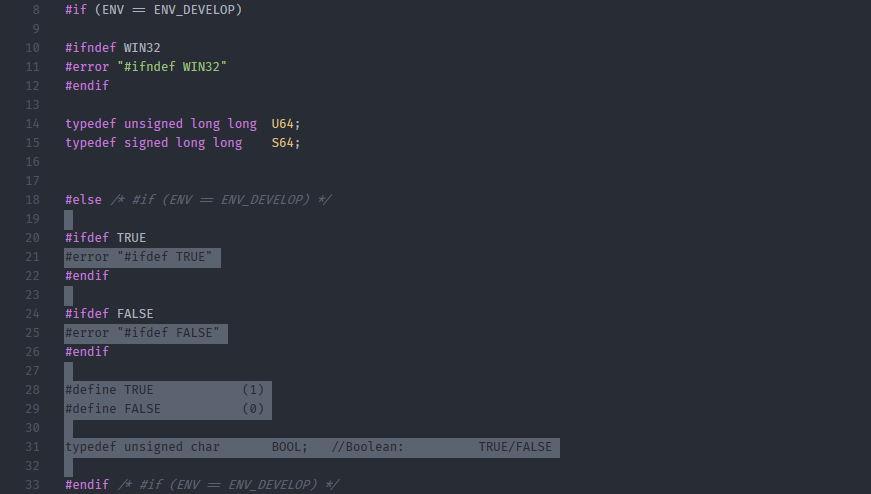 8 #if (ENV == ENV_DEVELOP)
9
10 #ifndef WIN32
11 #error "#ifndef WIN32"
12 #endif
13
14 typedef unsigned long long  U64;
15 typedef signed long long    S64;
16
17
18 #else /* #if (ENV == ENV_DEVELOP) */
19
20 #ifdef TRUE
21 #error "#ifdef TRUE"
22 #endif
23
24 #ifdef FALSE
25 #error "#ifdef FALSE"
26 #endif
27
28 #define TRUE            (1)
29 #define FALSE           (0)
30
31 typedef unsigned char       BOOL;   //Boolean:          TRUE/FALSE
32
33 #endif /* #if (ENV == ENV_DEVELOP) */